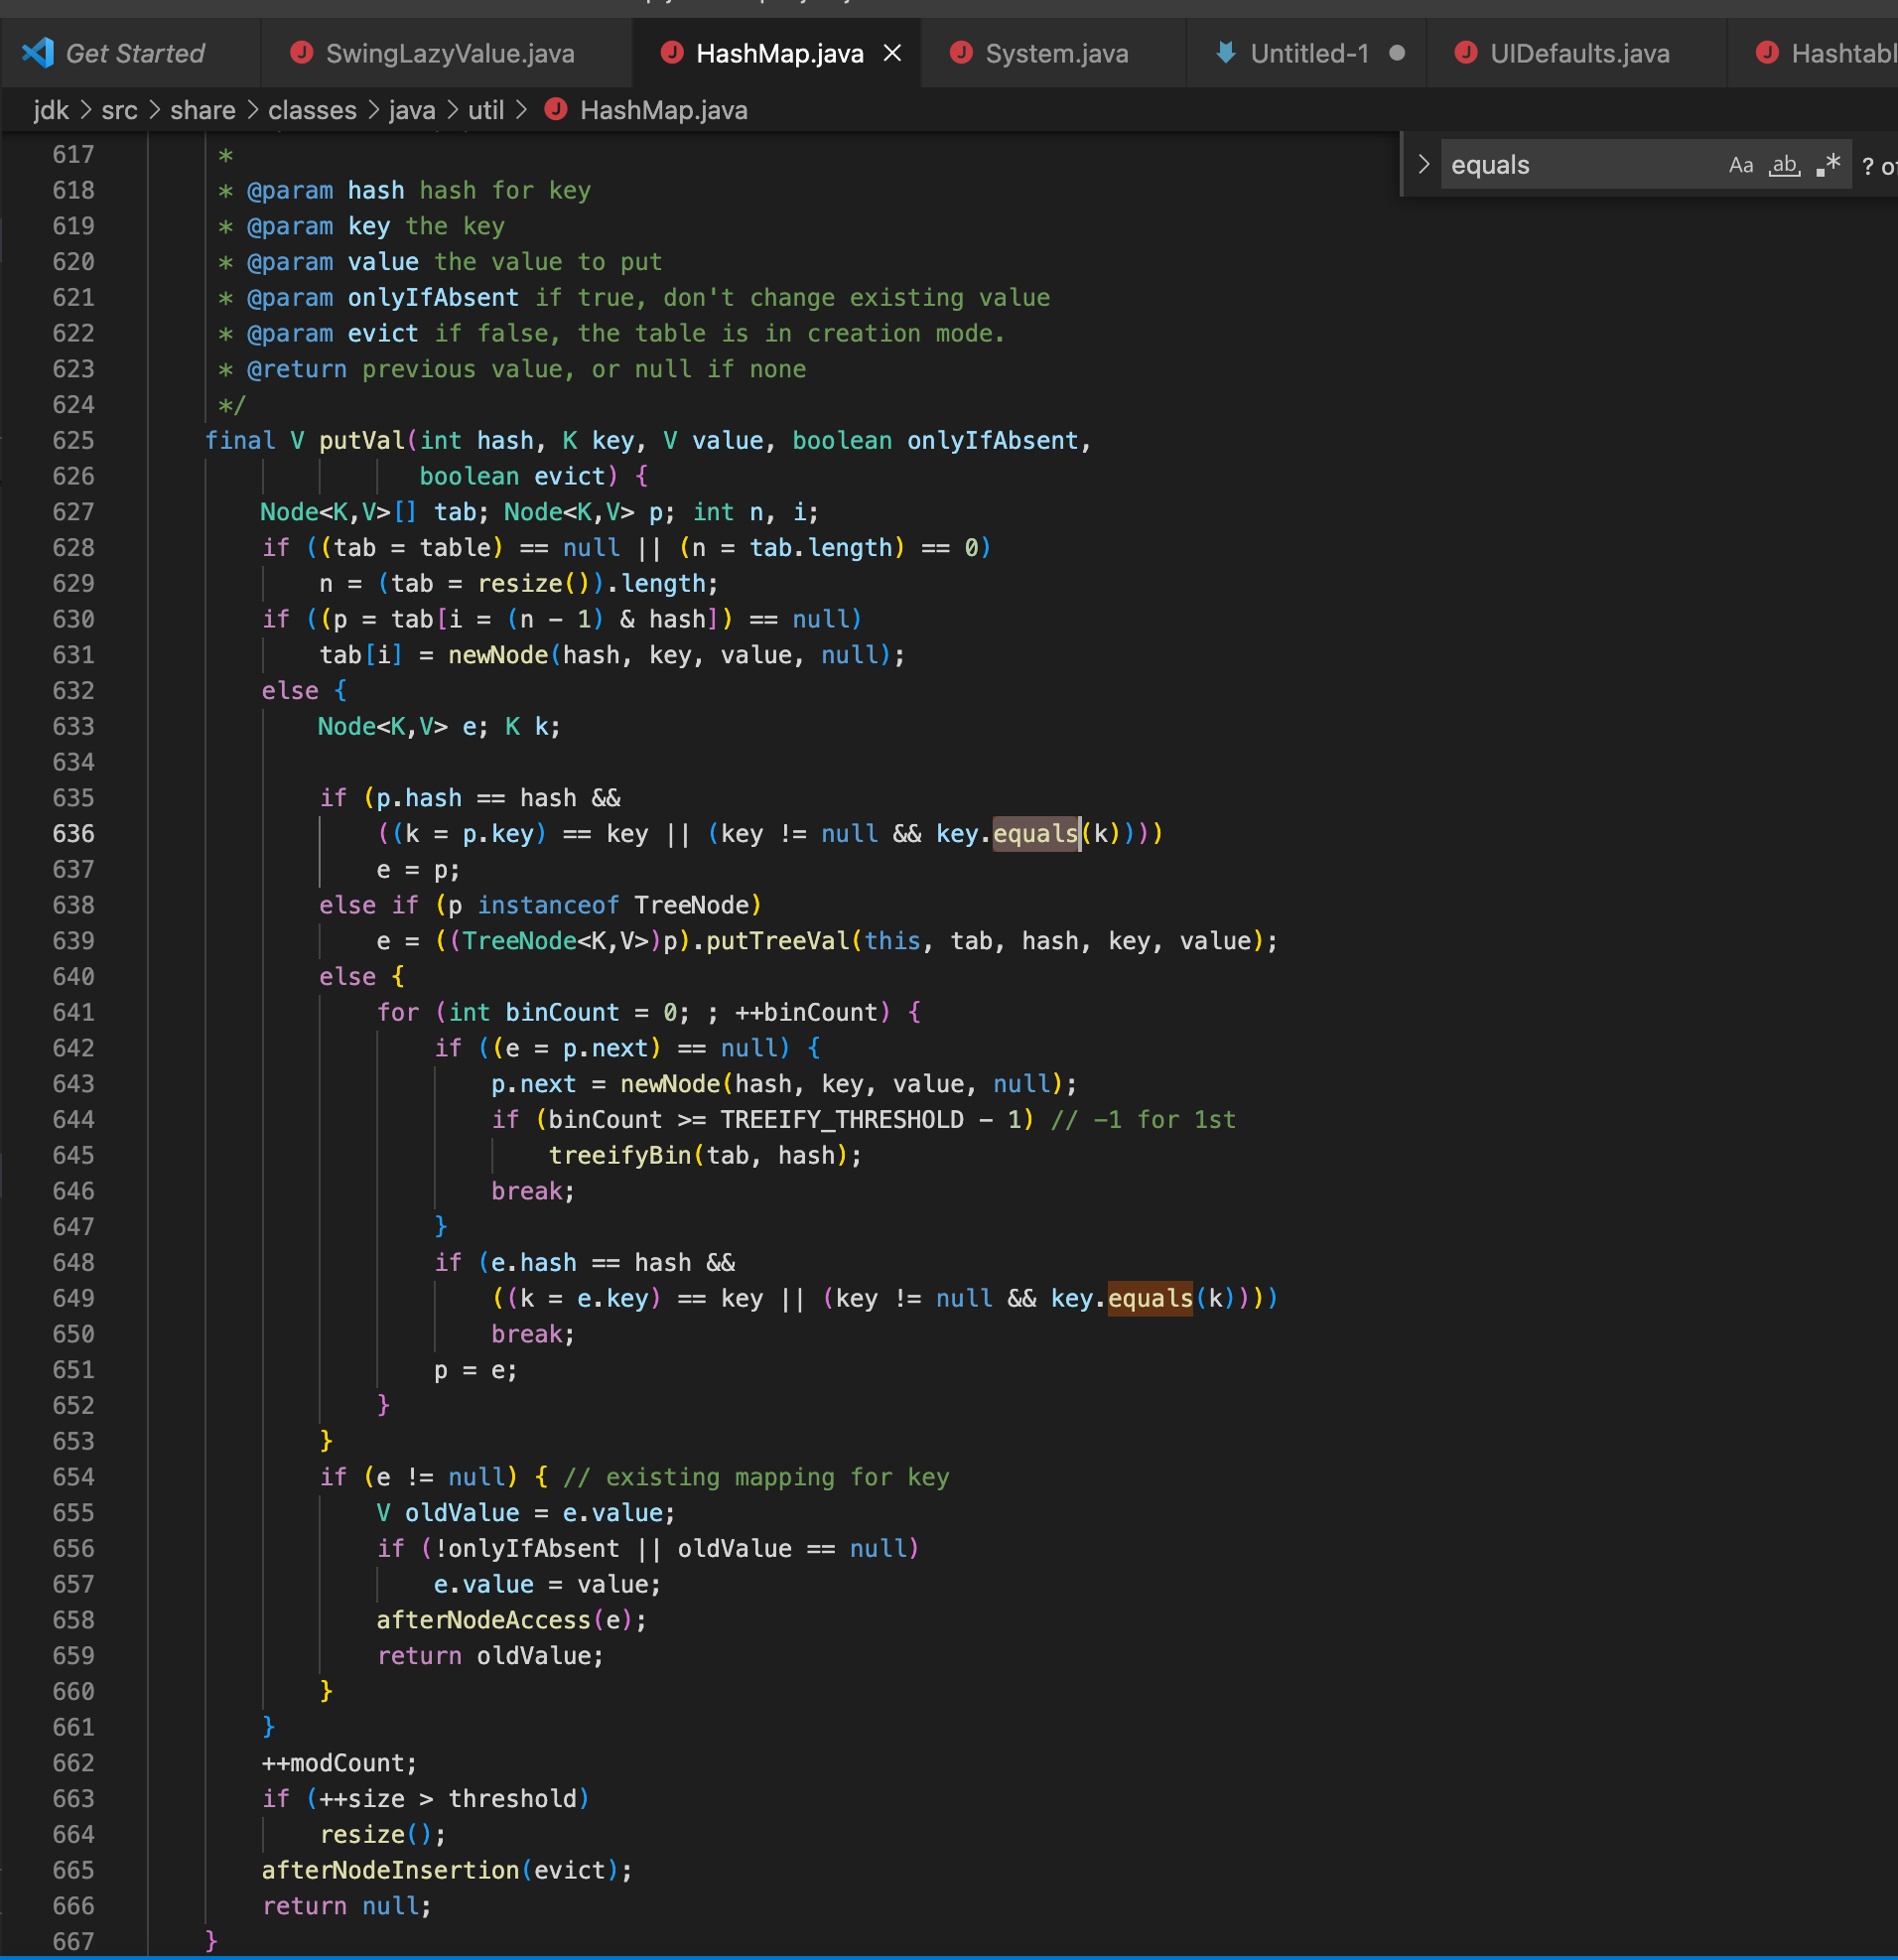 Get Started SwingLazyValue.java HashMap.java System.java Untitled-1 UIDefaults.java Hashtabl
jdk > src > share > classes > java > util > HashMap.java
equals Aa ab .* ? of
617 *
618 * @param hash hash for key
619 * @param key the key
620 * @param value the value to put
621 * @param onlyIfAbsent if true, don't change existing value
622 * @param evict if false, the table is in creation mode.
623 * @return previous value, or null if none
624 */
625 final V putVal(int hash, K key, V value, boolean onlyIfAbsent,
626 boolean evict) {
627 Node<K,V>[] tab; Node<K,V> p; int n, i;
628 if ((tab = table) == null || (n = tab.length) == 0)
629 n = (tab = resize()).length;
630 if ((p = tab[i = (n - 1) & hash]) == null)
631 tab[i] = newNode(hash, key, value, null);
632 else {
633 Node<K,V> e; K k;
634
635 if (p.hash == hash &&
636 ((k = p.key) == key || (key != null && key.equals(k))))
637 e = p;
638 else if (p instanceof TreeNode)
639 e = ((TreeNode<K,V>)p).putTreeVal(this, tab, hash, key, value);
640 else {
641 for (int binCount = 0; ; ++binCount) {
642 if ((e = p.next) == null) {
643 p.next = newNode(hash, key, value, null);
644 if (binCount >= TREEIFY_THRESHOLD - 1) // -1 for 1st
645 treeifyBin(tab, hash);
646 break;
647 }
648 if (e.hash == hash &&
649 ((k = e.key) == key || (key != null && key.equals(k))))
650 break;
651 p = e;
652 }
653 }
654 if (e != null) { // existing mapping for key
655 V oldValue = e.value;
656 if (!onlyIfAbsent || oldValue == null)
657 e.value = value;
658 afterNodeAccess(e);
659 return oldValue;
660 }
661 }
662 ++modCount;
663 if (++size > threshold)
664 resize();
665 afterNodeInsertion(evict);
666 return null;
667 }